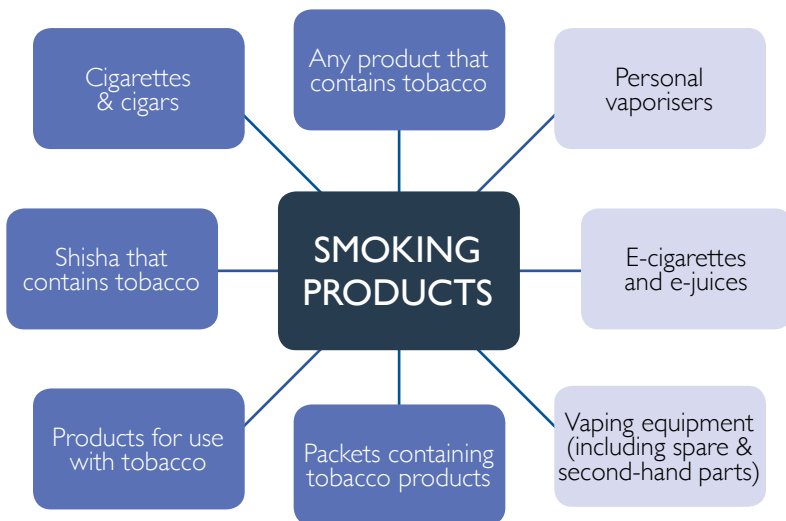 Cigarettes
& cigars
Any product that
contains tobacco
Personal
vaporisers
Shisha that
contains tobacco
SMOKING
PRODUCTS
E-cigarettes
and e-juices
Products for use
with tobacco
Packets containing
tobacco products
Vaping equipment
(including spare &
second-hand parts)